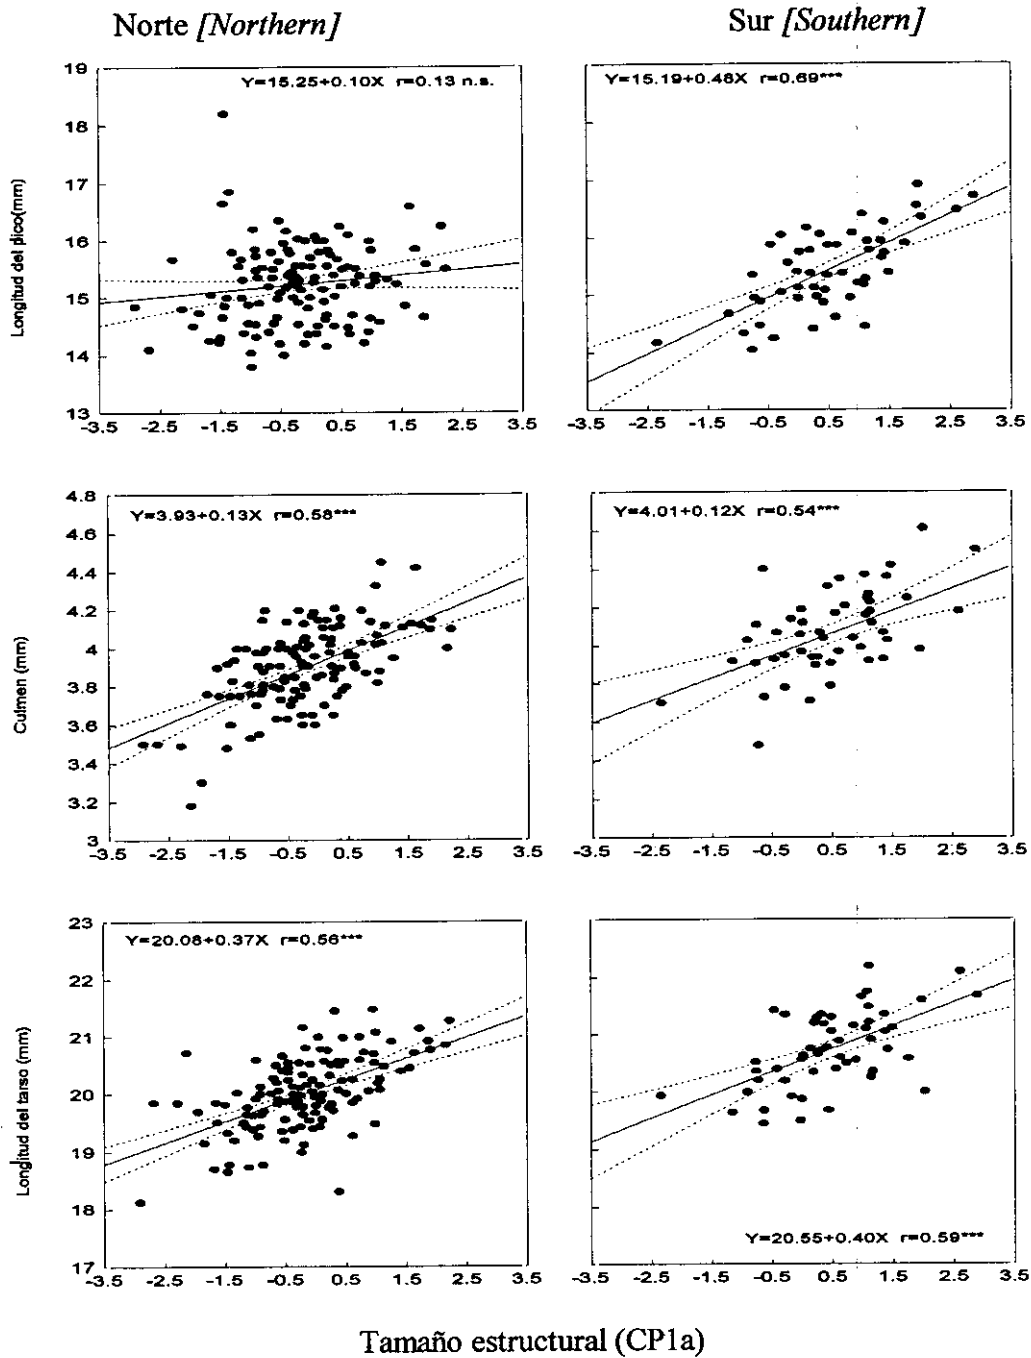 Norte [Northern]
Sur [Southern]
Y=15.25+0.10X r=0.13 n.s.
Longitud del pico(mm)
19
18
17
16
15
14
13
-3.5 -2.5 -1.5 -0.5 0.5 1.5 2.5 3.5
Y=15.19+0.48X r=0.69***
-3.5 -2.5 -1.5 -0.5 0.5 1.5 2.5 3.5
Y=3.93+0.13X r=0.58***
Culmen (mm)
4.8
4.6
4.4
4.2
4
3.8
3.6
3.4
3.2
3
-3.5 -2.5 -1.5 -0.5 0.5 1.5 2.5 3.5
Y=4.01+0.12X r=0.54***
-3.5 -2.5 -1.5 -0.5 0.5 1.5 2.5 3.5
Y=20.08+0.37X r=0.56***
Longitud del tarso (mm)
23
22
21
20
19
18
17
-3.5 -2.5 -1.5 -0.5 0.5 1.5 2.5 3.5
Y=20.55+0.40X r=0.59***
-3.5 -2.5 -1.5 -0.5 0.5 1.5 2.5 3.5
Tamaño estructural (CP1a)